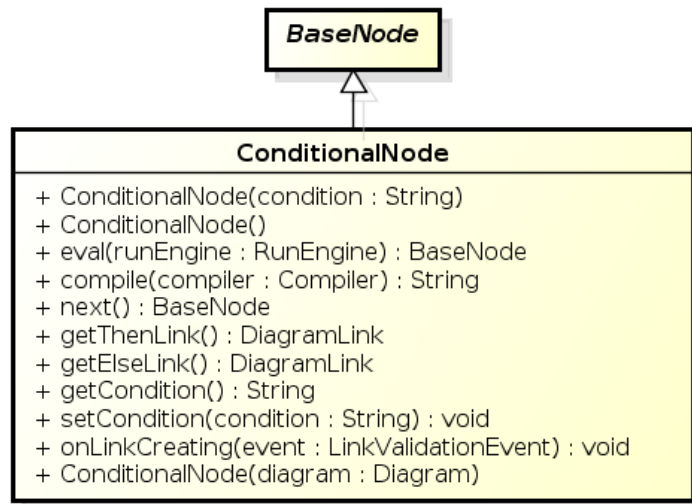 BaseNode
ConditionalNode
+ ConditionalNode(condition : String)
+ ConditionalNode()
+ eval(runEngine : RunEngine) : BaseNode
+ compile(compiler : Compiler) : String
+ next() : BaseNode
+ getThenLink() : DiagramLink
+ getElseLink() : DiagramLink
+ getCondition() : String
+ setCondition(condition : String) : void
+ onLinkCreating(event : LinkValidationEvent) : void
+ ConditionalNode(diagram : Diagram)